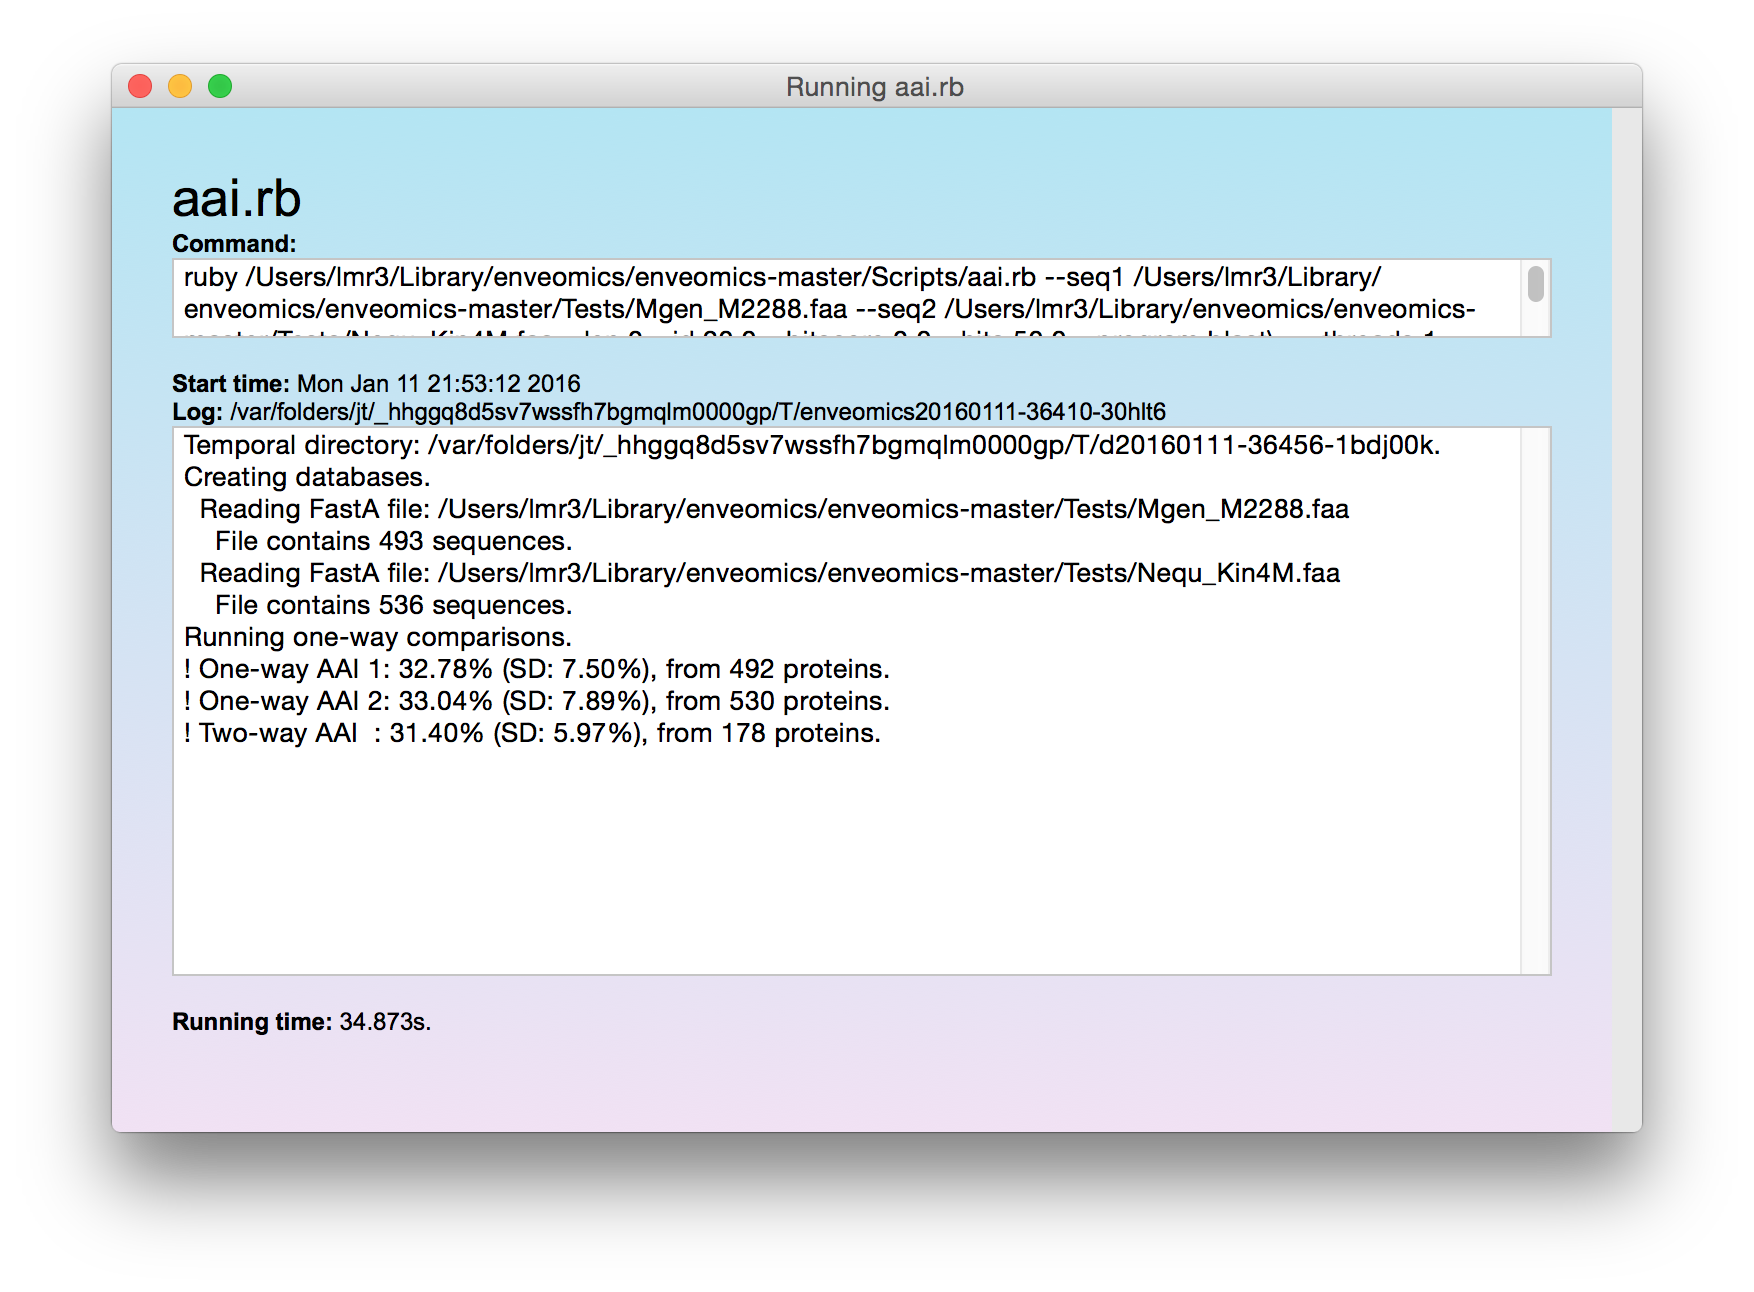 Running aai.rb
aai.rb
Command:
ruby /Users/lmr3/Library/enveomics/enveomics-master/Scripts/aai.rb --seq1 /Users/lmr3/Library/
enveomics/enveomics-master/Tests/Mgen_M2288.faa --seq2 /Users/lmr3/Library/enveomics/enveomics-
Start time: Mon Jan 11 21:53:12 2016
Log: /var/folders/jt/_hhggq8d5sv7wssfh7bgmqlm0000gp/T/enveomics20160111-36410-30hlt6
Temporal directory: /var/folders/jt/_hhggq8d5sv7wssfh7bgmqlm0000gp/T/d20160111-36456-1bdj00k.
Creating databases.
Reading FastA file: /Users/lmr3/Library/enveomics/enveomics-master/Tests/Mgen_M2288.faa
File contains 493 sequences.
Reading FastA file: /Users/lmr3/Library/enveomics/enveomics-master/Tests/Nequ_Kin4M.faa
File contains 536 sequences.
Running one-way comparisons.
! One-way AAI 1: 32.78% (SD: 7.50%), from 492 proteins.
! One-way AAI 2: 33.04% (SD: 7.89%), from 530 proteins.
! Two-way AAI  : 31.40% (SD: 5.97%), from 178 proteins.
Running time: 34.873s.